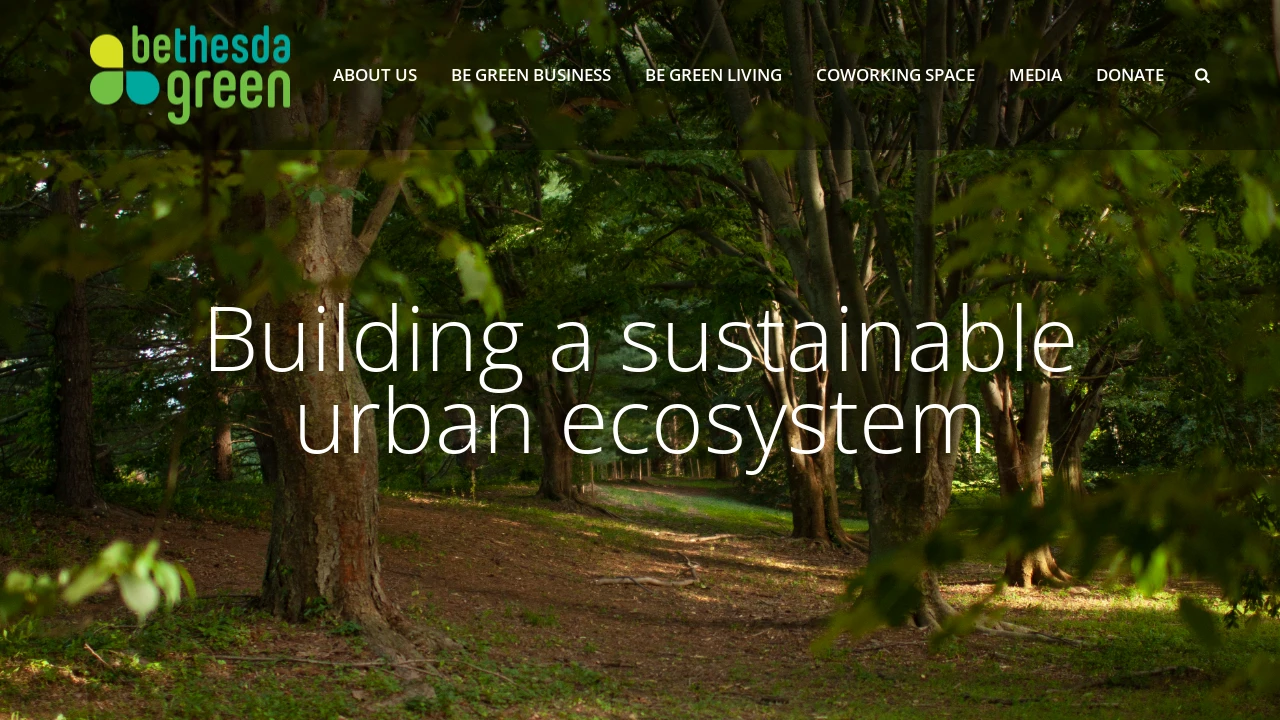 bethesda
green
ABOUT US BE GREEN BUSINESS BE GREEN LIVING COWORKING SPACE MEDIA DONATE
Building a sustainable
urban ecosystem